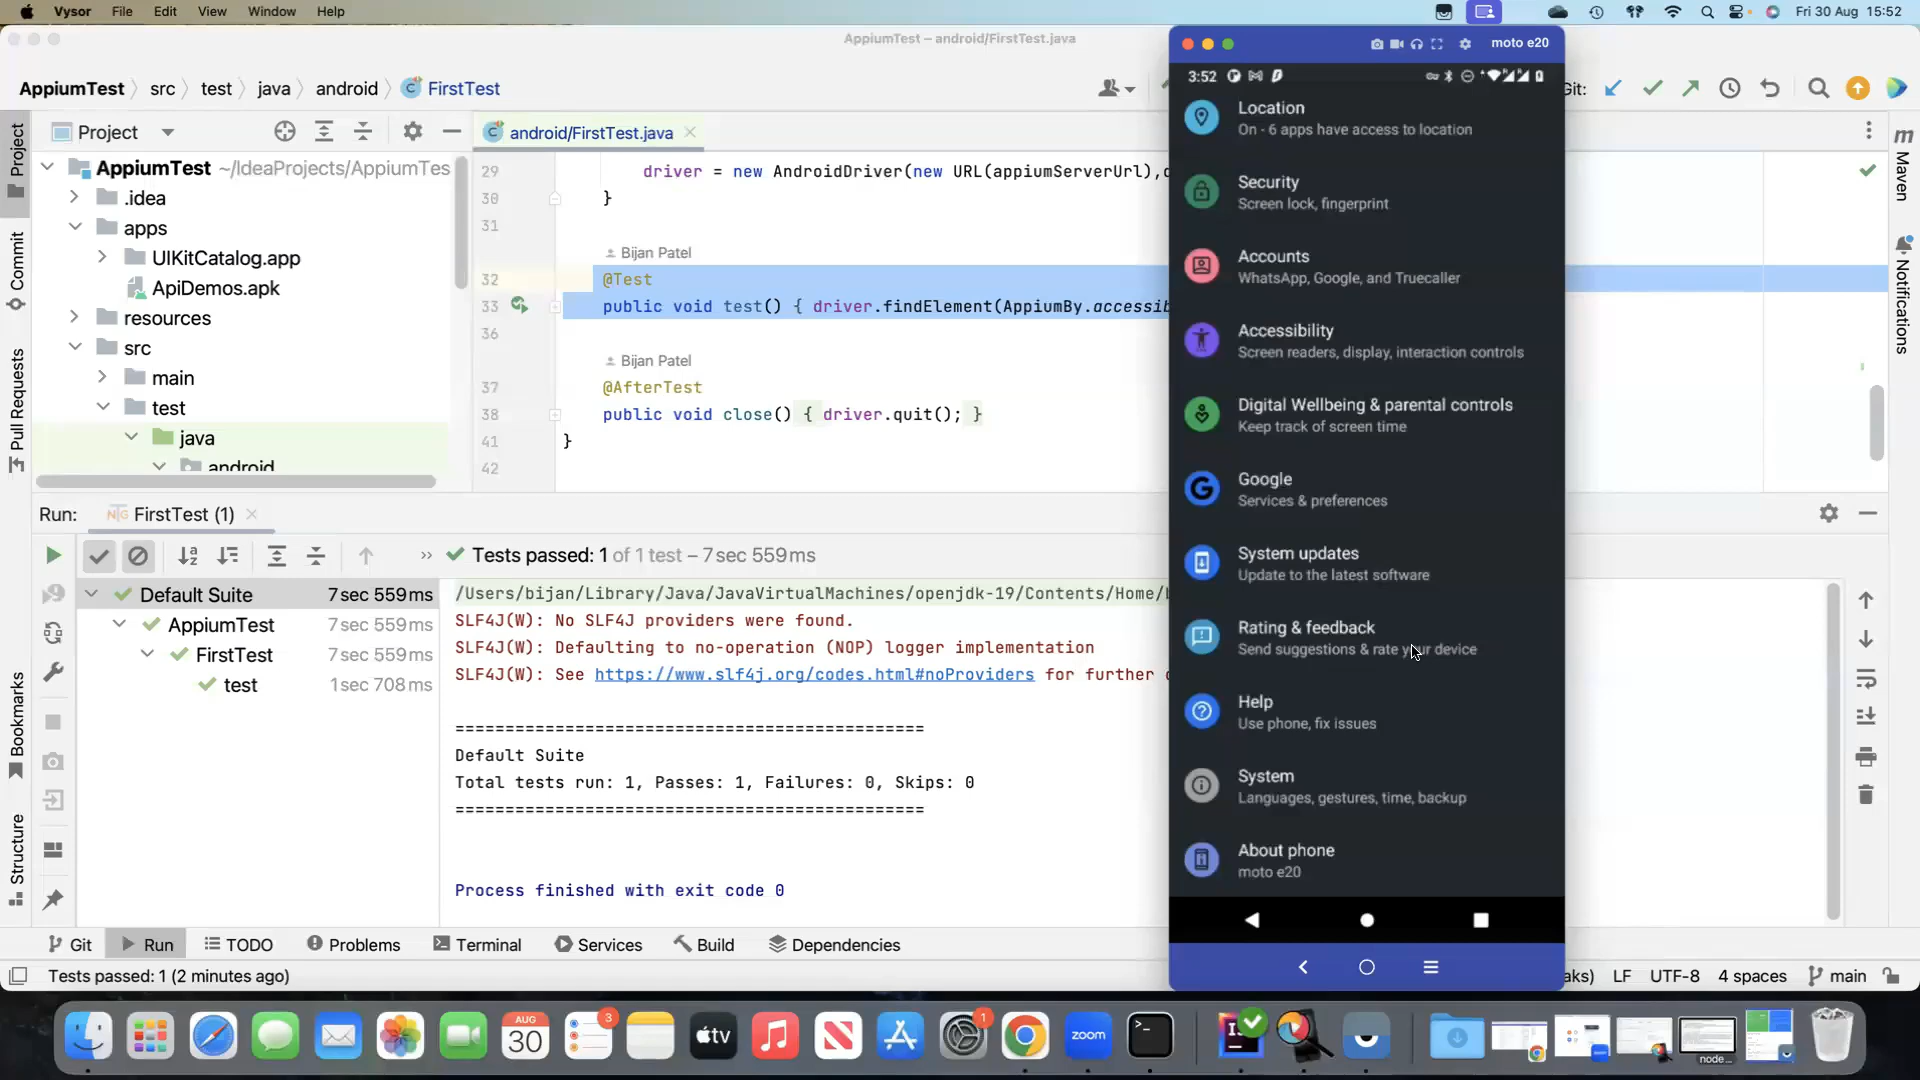 Vysor File Edit View Window Help Fri 30 Aug 15:52
AppiumTest – android/FirstTest.java
AppiumTest src test java android FirstTest
Git:
Project
android/FirstTest.java
AppiumTest ~/IdeaProjects/AppiumTes
.idea
apps
UIKitCatalog.app
ApiDemos.apk
resources
src
main
test
java
android
29 driver = new AndroidDriver(new URL(appiumServerUrl),
30 }
31
Bijan Patel
32 @Test
33 public void test() { driver.findElement(AppiumBy.accessib
36
Bijan Patel
37 @AfterTest
38 public void close() { driver.quit(); }
41 }
42
Project
Commit
Pull Requests
Bookmarks
Structure
m
Maven
Notifications
Run: FirstTest (1)
Tests passed: 1 of 1 test – 7 sec 559 ms
Default Suite 7 sec 559 ms
AppiumTest 7 sec 559 ms
FirstTest 7 sec 559 ms
test 1 sec 708 ms
/Users/bijan/Library/Java/JavaVirtualMachines/openjdk-19/Contents/Home/
SLF4J(W): No SLF4J providers were found.
SLF4J(W): Defaulting to no-operation (NOP) logger implementation
SLF4J(W): See https://www.slf4j.org/codes.html#noProviders for further
===============================================
Default Suite
Total tests run: 1, Passes: 1, Failures: 0, Skips: 0
===============================================
Process finished with exit code 0
moto e20
3:52
Location
On - 6 apps have access to location
Security
Screen lock, fingerprint
Accounts
WhatsApp, Google, and Truecaller
Accessibility
Screen readers, display, interaction controls
Digital Wellbeing & parental controls
Keep track of screen time
Google
Services & preferences
System updates
Update to the latest software
Rating & feedback
Send suggestions & rate your device
Help
Use phone, fix issues
System
Languages, gestures, time, backup
About phone
moto e20
Git Run TODO Problems Terminal Services Build Dependencies
Tests passed: 1 (2 minutes ago)
aks) LF UTF-8 4 spaces main
AUG
30
3
tv
1
zoom
node